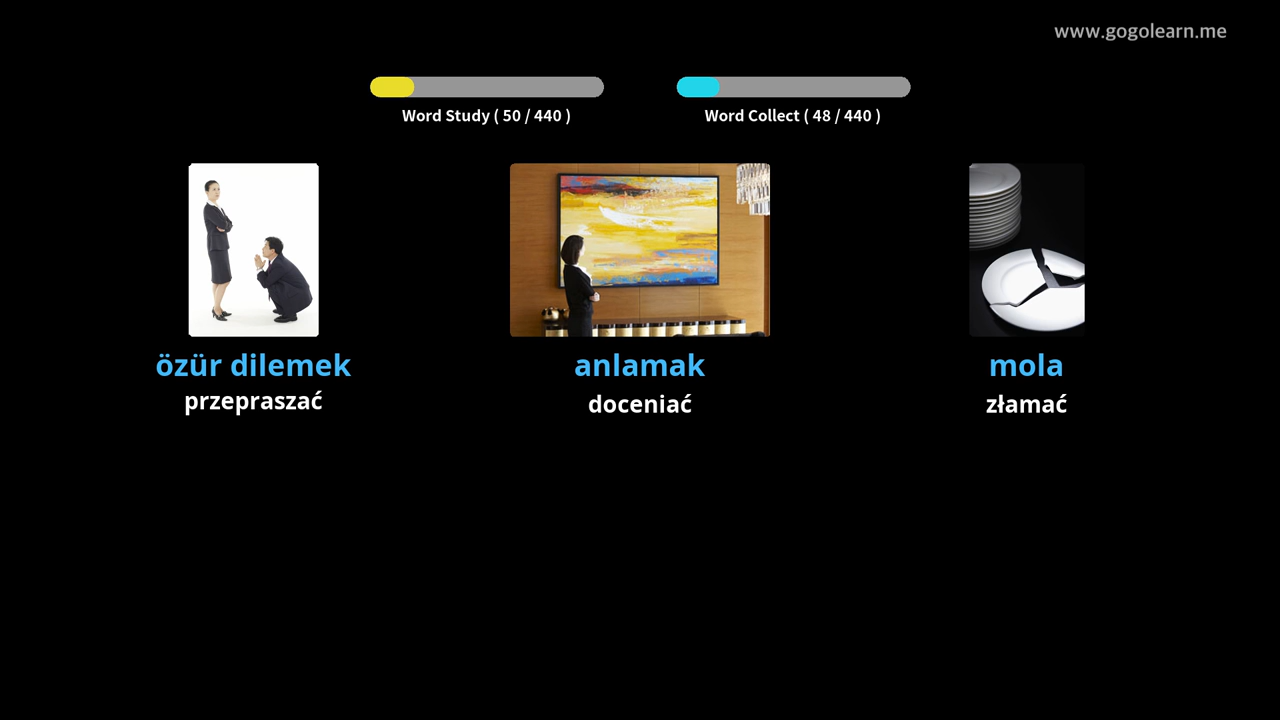 www.gogolearn.me
Word Study ( 50 / 440 )
Word Collect ( 48 / 440 )
özür dilemek
przepraszać
anlamak
doceniać
mola
złamać